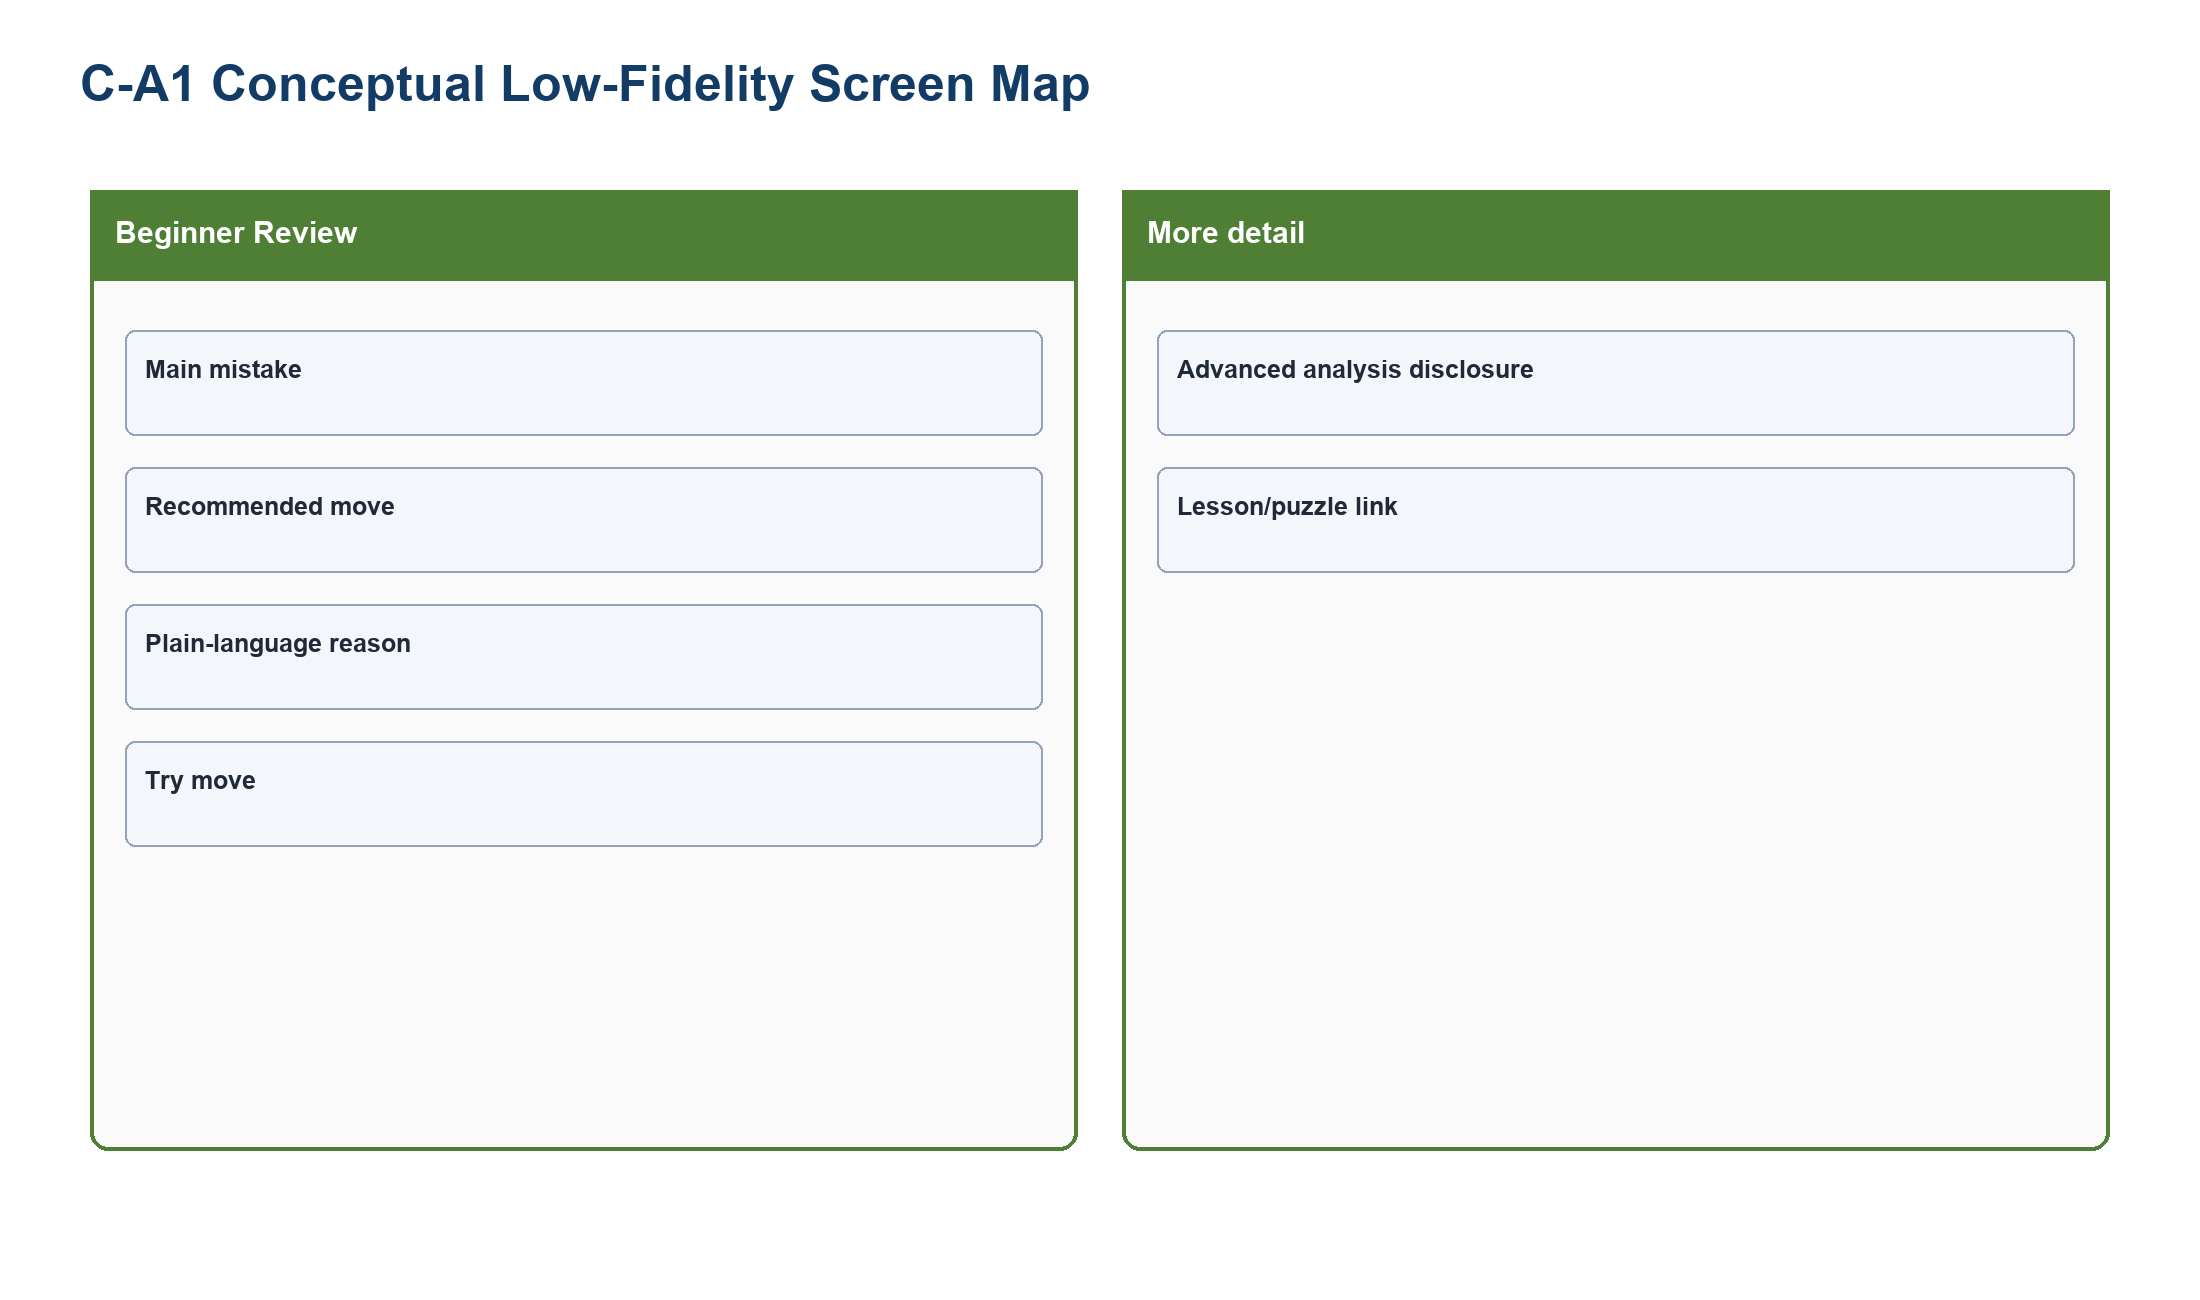 C-A1 Conceptual Low-Fidelity Screen Map
Beginner Review
Main mistake
Recommended move
Plain-language reason
Try move
More detail
Advanced analysis disclosure
Lesson/puzzle link